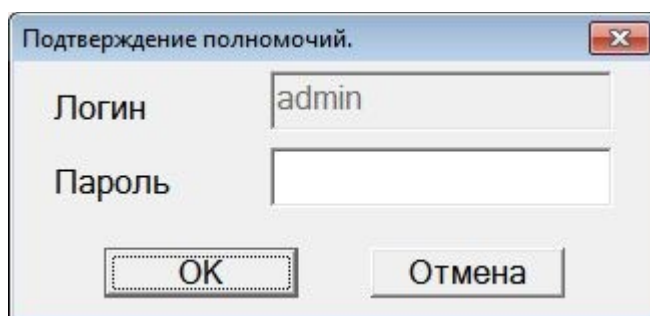 Подтверждение полномочий.
Логин admin
Пароль
OK Отмена